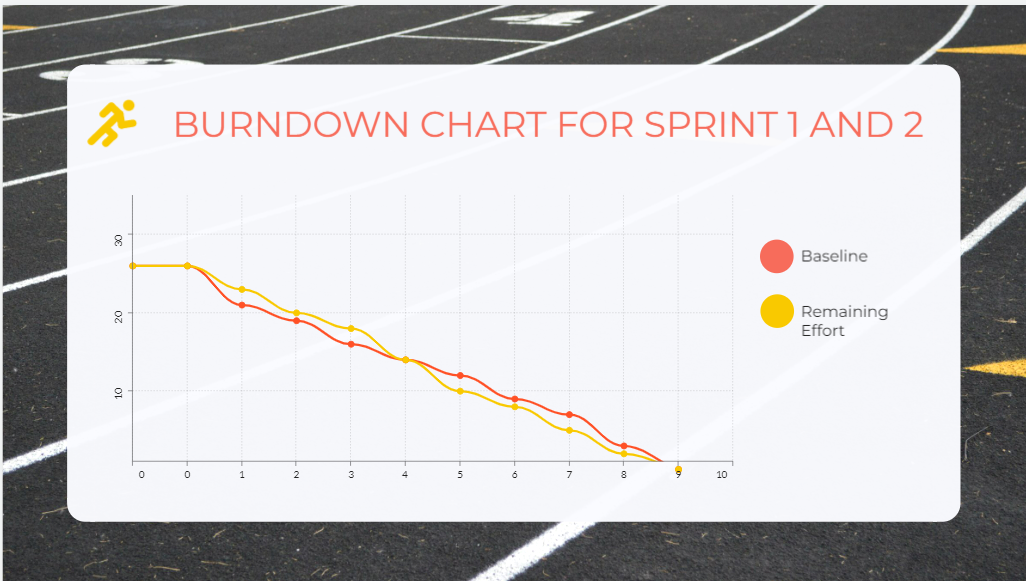 4
BURNDOWN CHART FOR SPRINT 1 AND 2
30
20
10
0 0 1 2 3 4 5 6 7 8 9 10
Baseline
Remaining
Effort